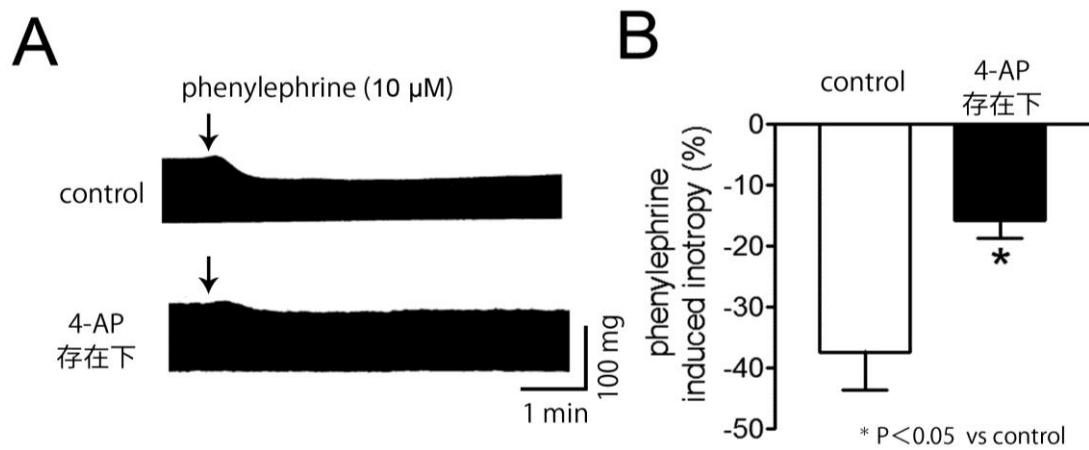 A
phenylephrine (10 μM)
control
4-AP
存在下
100 mg
1 min
B
control
4-AP
存在下
phenylephrine
induced inotropy (%)
0
-10
-20
-30
-40
-50
*
* P<0.05 vs control